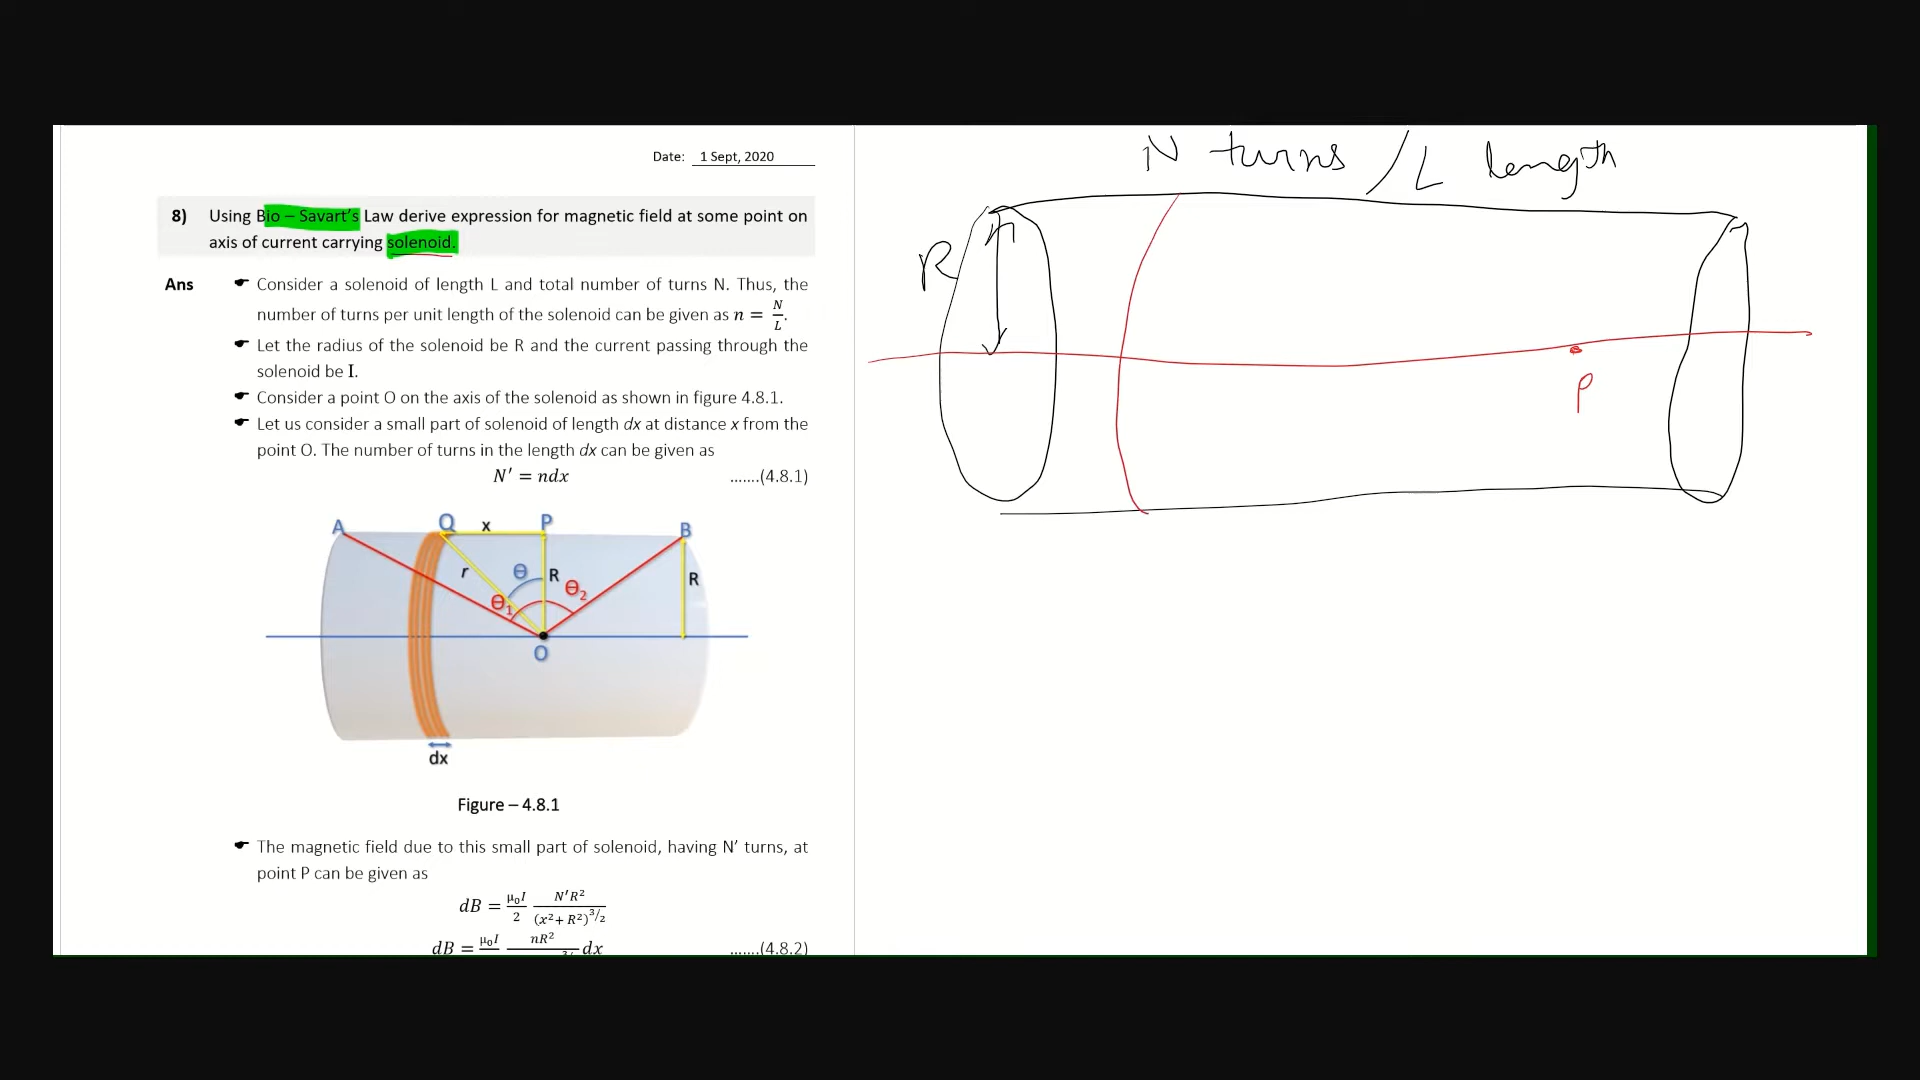 Date: 1 Sept, 2020
8) Using Bio – Savart's Law derive expression for magnetic field at some point on
axis of current carrying solenoid.
Ans ☛ Consider a solenoid of length L and total number of turns N. Thus, the
number of turns per unit length of the solenoid can be given as n = N/L.
☛ Let the radius of the solenoid be R and the current passing through the
solenoid be I.
☛ Consider a point O on the axis of the solenoid as shown in figure 4.8.1.
☛ Let us consider a small part of solenoid of length dx at distance x from the
point O. The number of turns in the length dx can be given as
N′ = ndx .......(4.8.1)
A Q x P B
r θ R θ₁ θ₂ R
O
dx
Figure – 4.8.1
☛ The magnetic field due to this small part of solenoid, having N′ turns, at
point P can be given as
dB = μ₀I/2 N′R²/(x²+ R²)^3/2
dB = μ₀I nR² dx .......(4.8.2)
N turns / L length
R
P